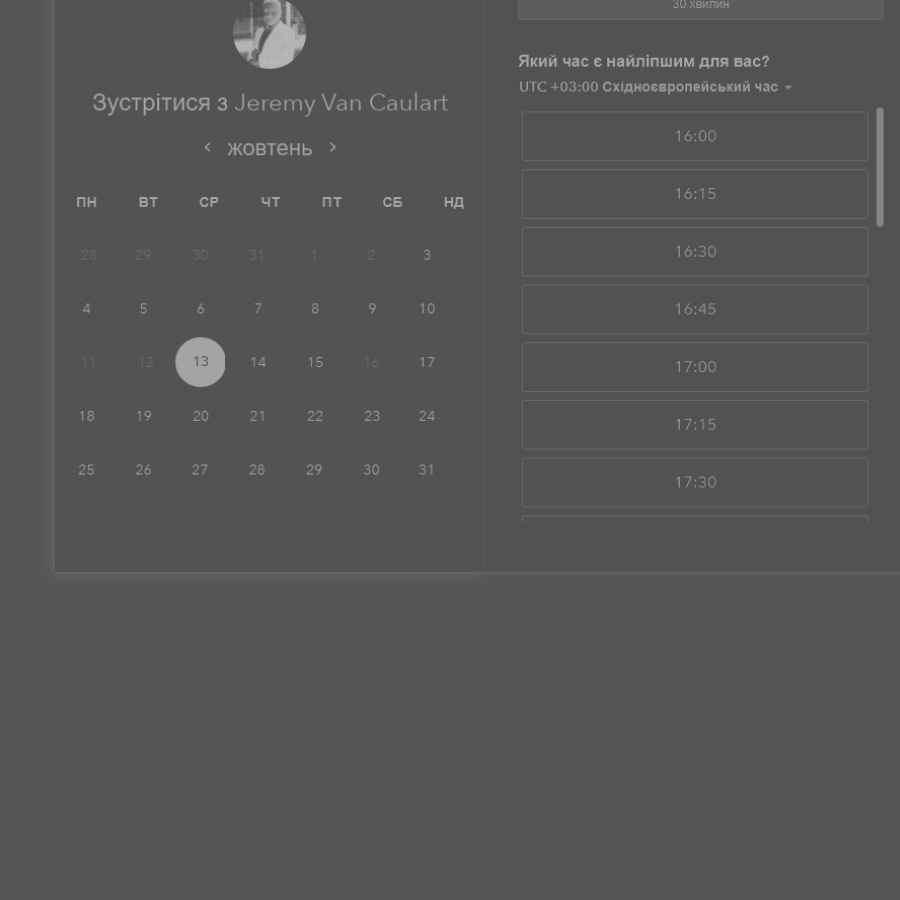 Зустрітися з Jeremy Van Caulart
жовтень
ПН ВТ СР ЧТ ПТ СБ НД
28 29 30 31 1 2 3
4 5 6 7 8 9 10
11 12 13 14 15 16 17
18 19 20 21 22 23 24
25 26 27 28 29 30 31
30 хвилин
Який час є найліпшим для вас?
UTC +03:00 Східноєвропейський час
16:00
16:15
16:30
16:45
17:00
17:15
17:30